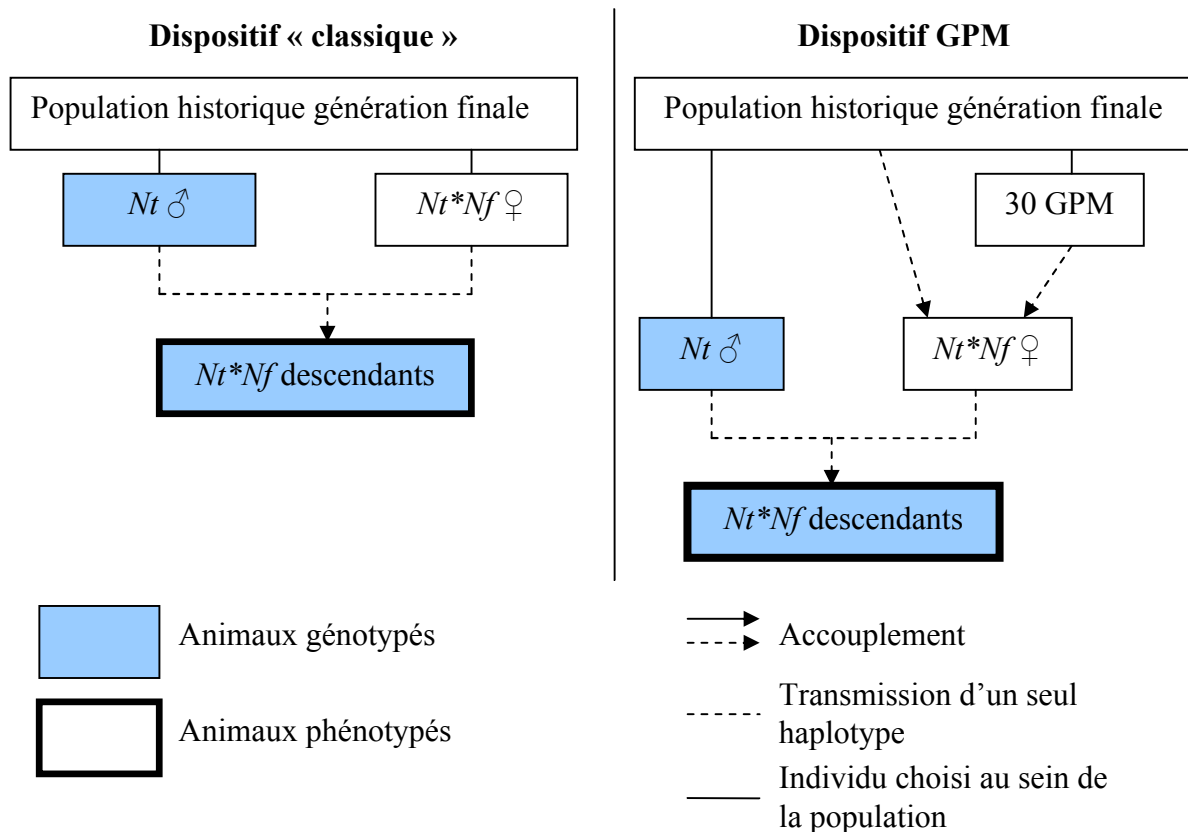 Dispositif « classique »
Population historique génération finale
Nt ♂
Nt*Nf ♀
Nt*Nf descendants
Dispositif GPM
Population historique génération finale
30 GPM
Nt ♂
Nt*Nf ♀
Nt*Nf descendants
Animaux génotypés
Animaux phénotypés
Accouplement
Transmission d’un seul
haplotype
Individu choisi au sein de
la population